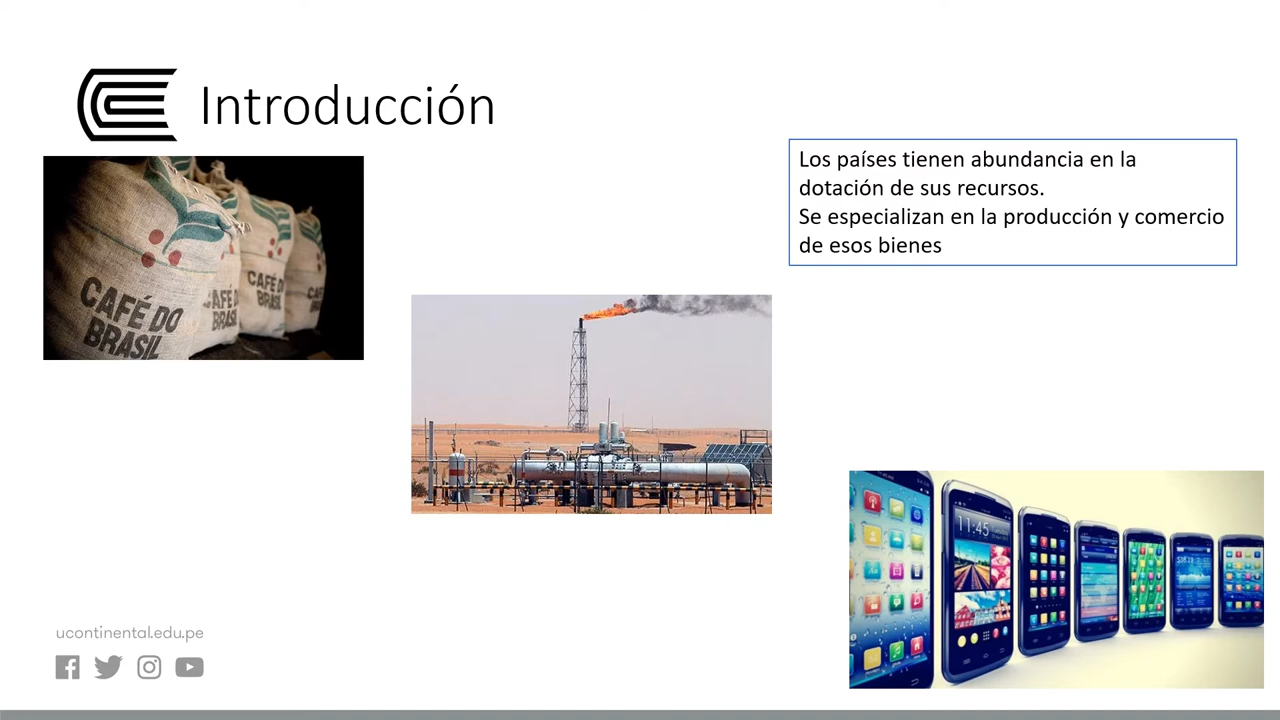 Introducción
Los países tienen abundancia en la
dotación de sus recursos.
Se especializan en la producción y comercio
de esos bienes
CAFÉ DO
BRASIL
CAFÉ DO
BRASIL
11:45
ucontinental.edu.pe